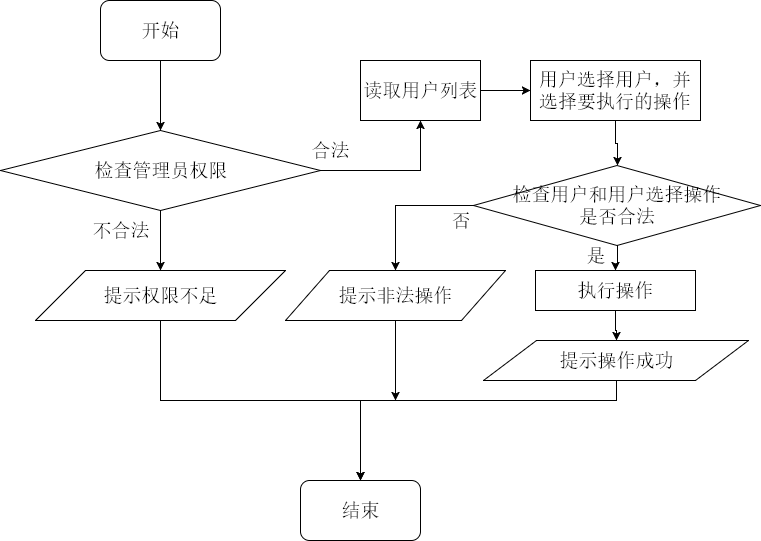 开始
读取用户列表
用户选择用户，并
选择要执行的操作
检查管理员权限
合法
不合法
检查用户和用户选择操作
是否合法
否
是
提示权限不足
提示非法操作
执行操作
提示操作成功
结束